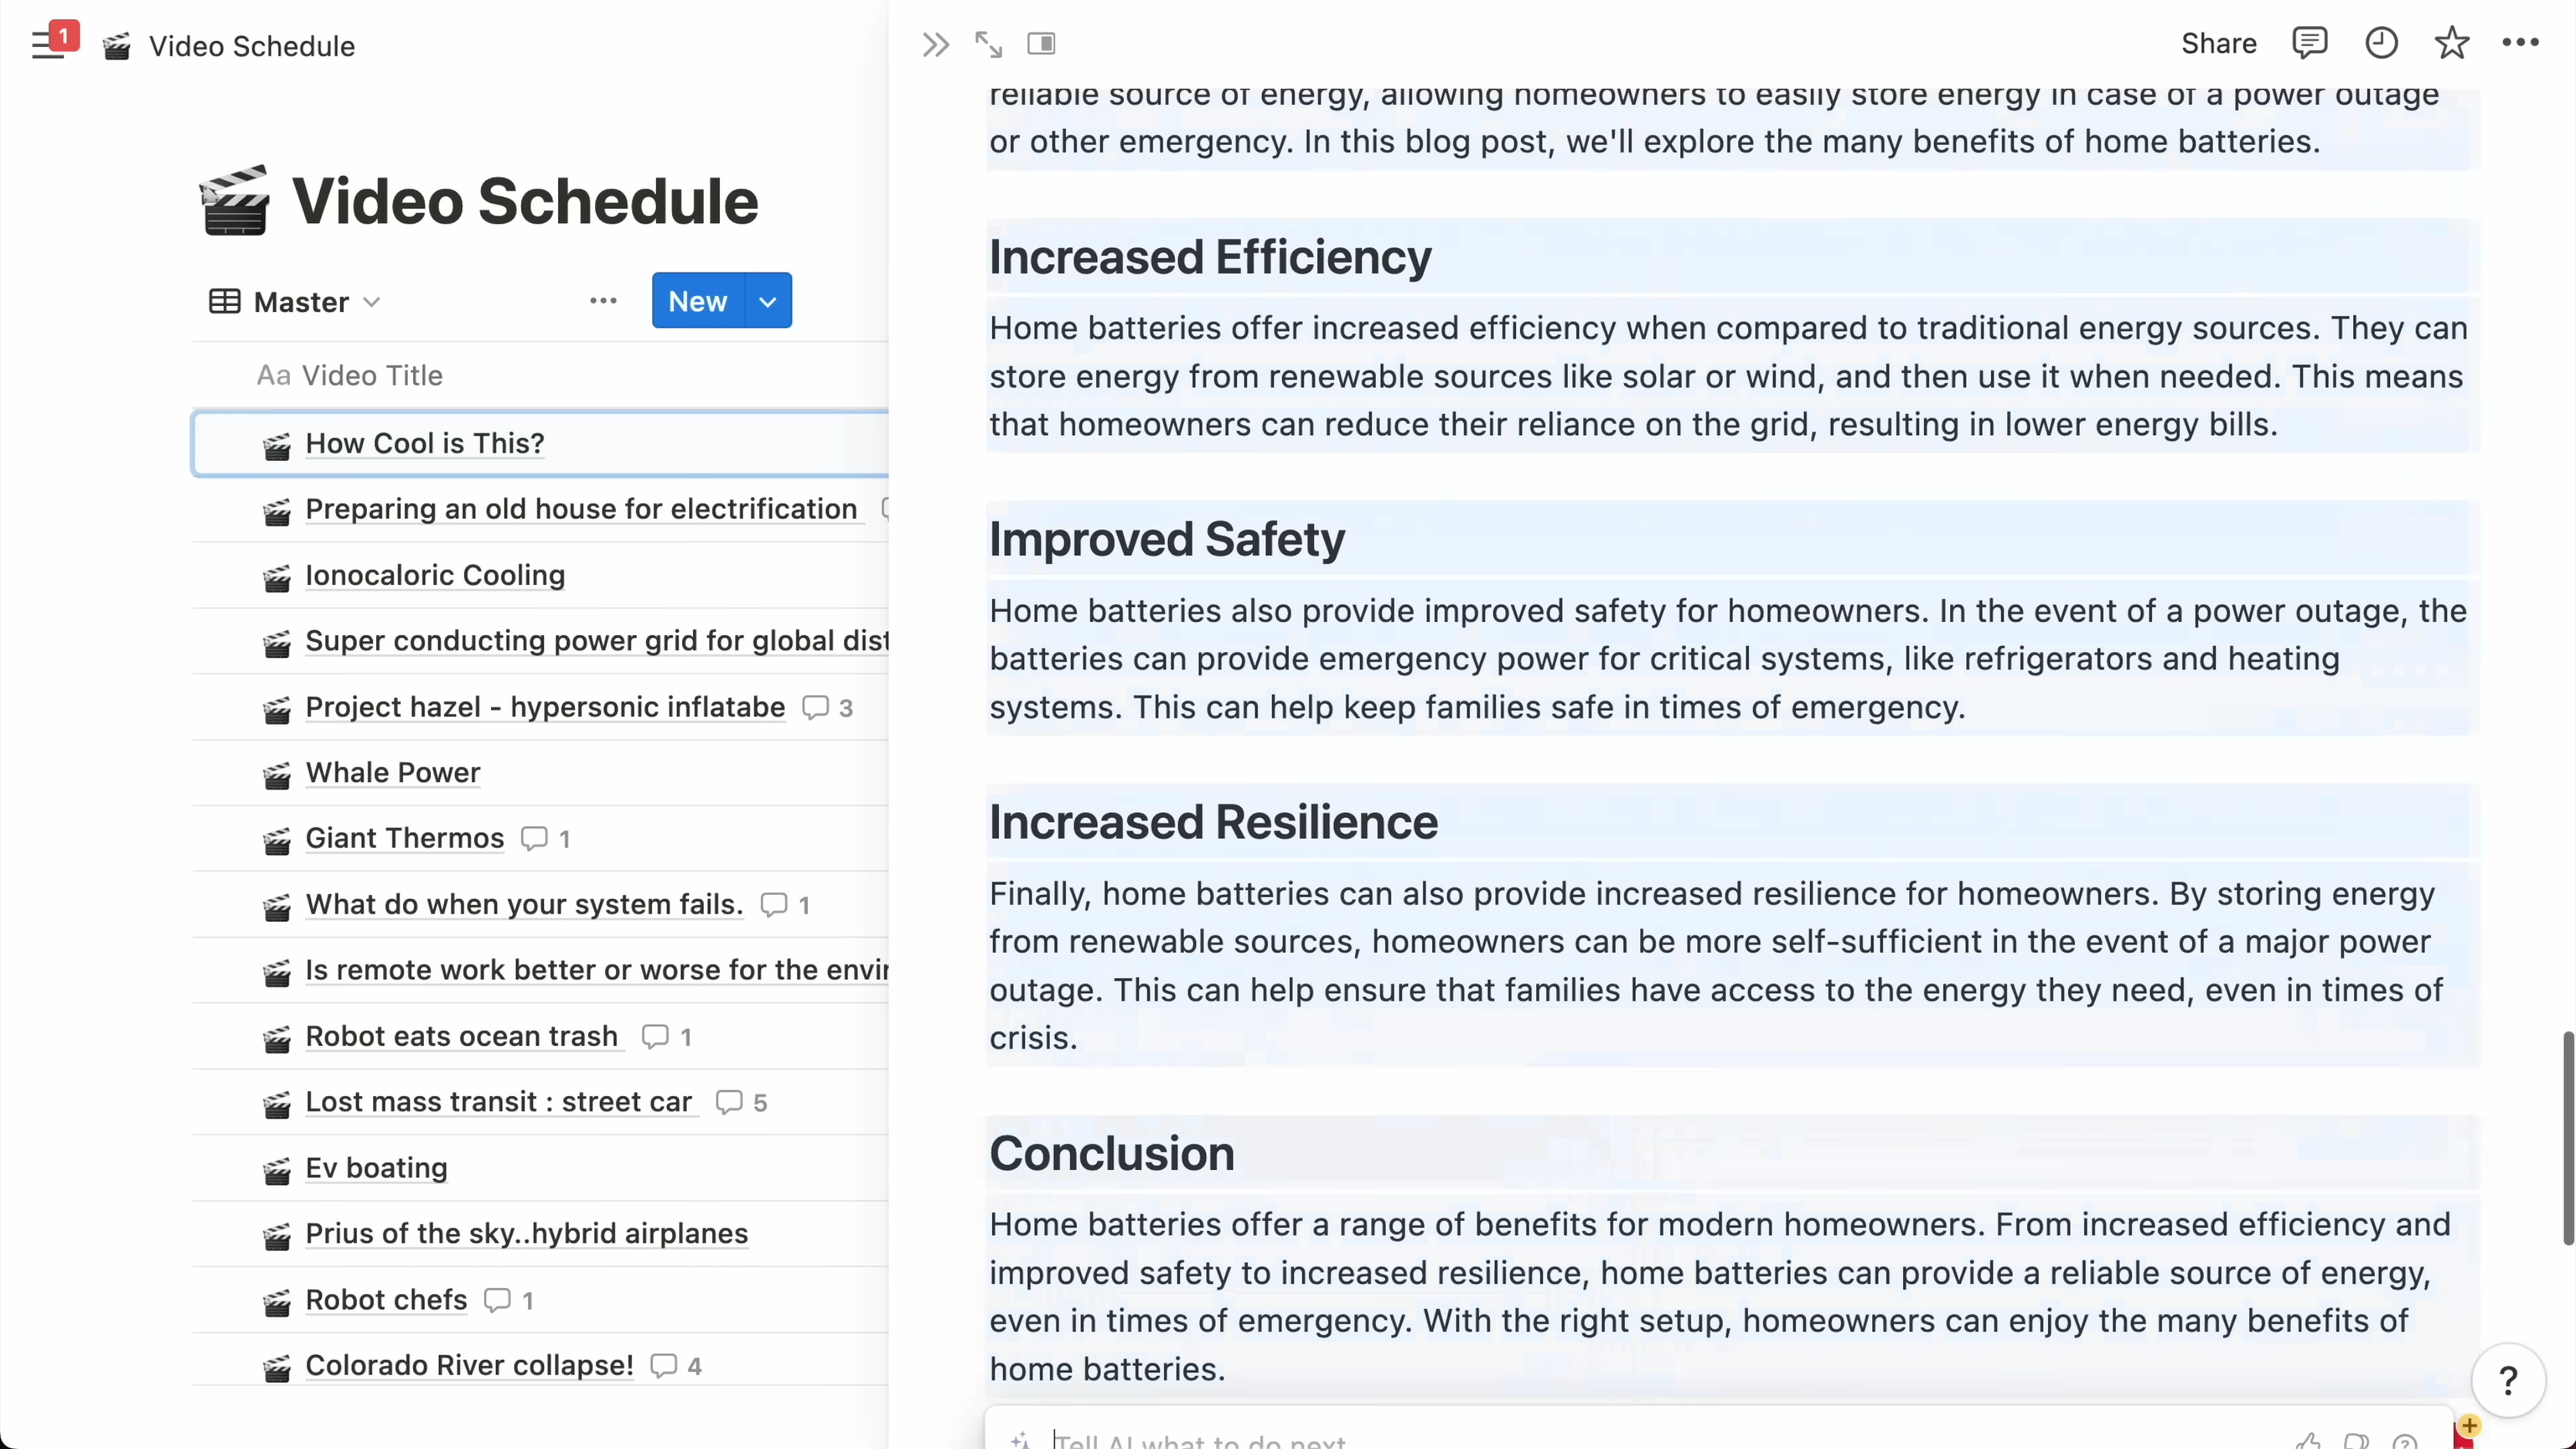 1
Video Schedule
Share
Video Schedule
Master
New
Aa Video Title
How Cool is This?
Preparing an old house for electrification
Ionocaloric Cooling
Super conducting power grid for global dist
Project hazel - hypersonic inflatabe 3
Whale Power
Giant Thermos 1
What do when your system fails. 1
Is remote work better or worse for the envir
Robot eats ocean trash 1
Lost mass transit : street car 5
Ev boating
Prius of the sky..hybrid airplanes
Robot chefs 1
Colorado River collapse! 4
reliable source of energy, allowing homeowners to easily store energy in case of a power outage
or other emergency. In this blog post, we'll explore the many benefits of home batteries.
Increased Efficiency
Home batteries offer increased efficiency when compared to traditional energy sources. They can
store energy from renewable sources like solar or wind, and then use it when needed. This means
that homeowners can reduce their reliance on the grid, resulting in lower energy bills.
Improved Safety
Home batteries also provide improved safety for homeowners. In the event of a power outage, the
batteries can provide emergency power for critical systems, like refrigerators and heating
systems. This can help keep families safe in times of emergency.
Increased Resilience
Finally, home batteries can also provide increased resilience for homeowners. By storing energy
from renewable sources, homeowners can be more self-sufficient in the event of a major power
outage. This can help ensure that families have access to the energy they need, even in times of
crisis.
Conclusion
Home batteries offer a range of benefits for modern homeowners. From increased efficiency and
improved safety to increased resilience, home batteries can provide a reliable source of energy,
even in times of emergency. With the right setup, homeowners can enjoy the many benefits of
home batteries.
Tell AI what to do next
?